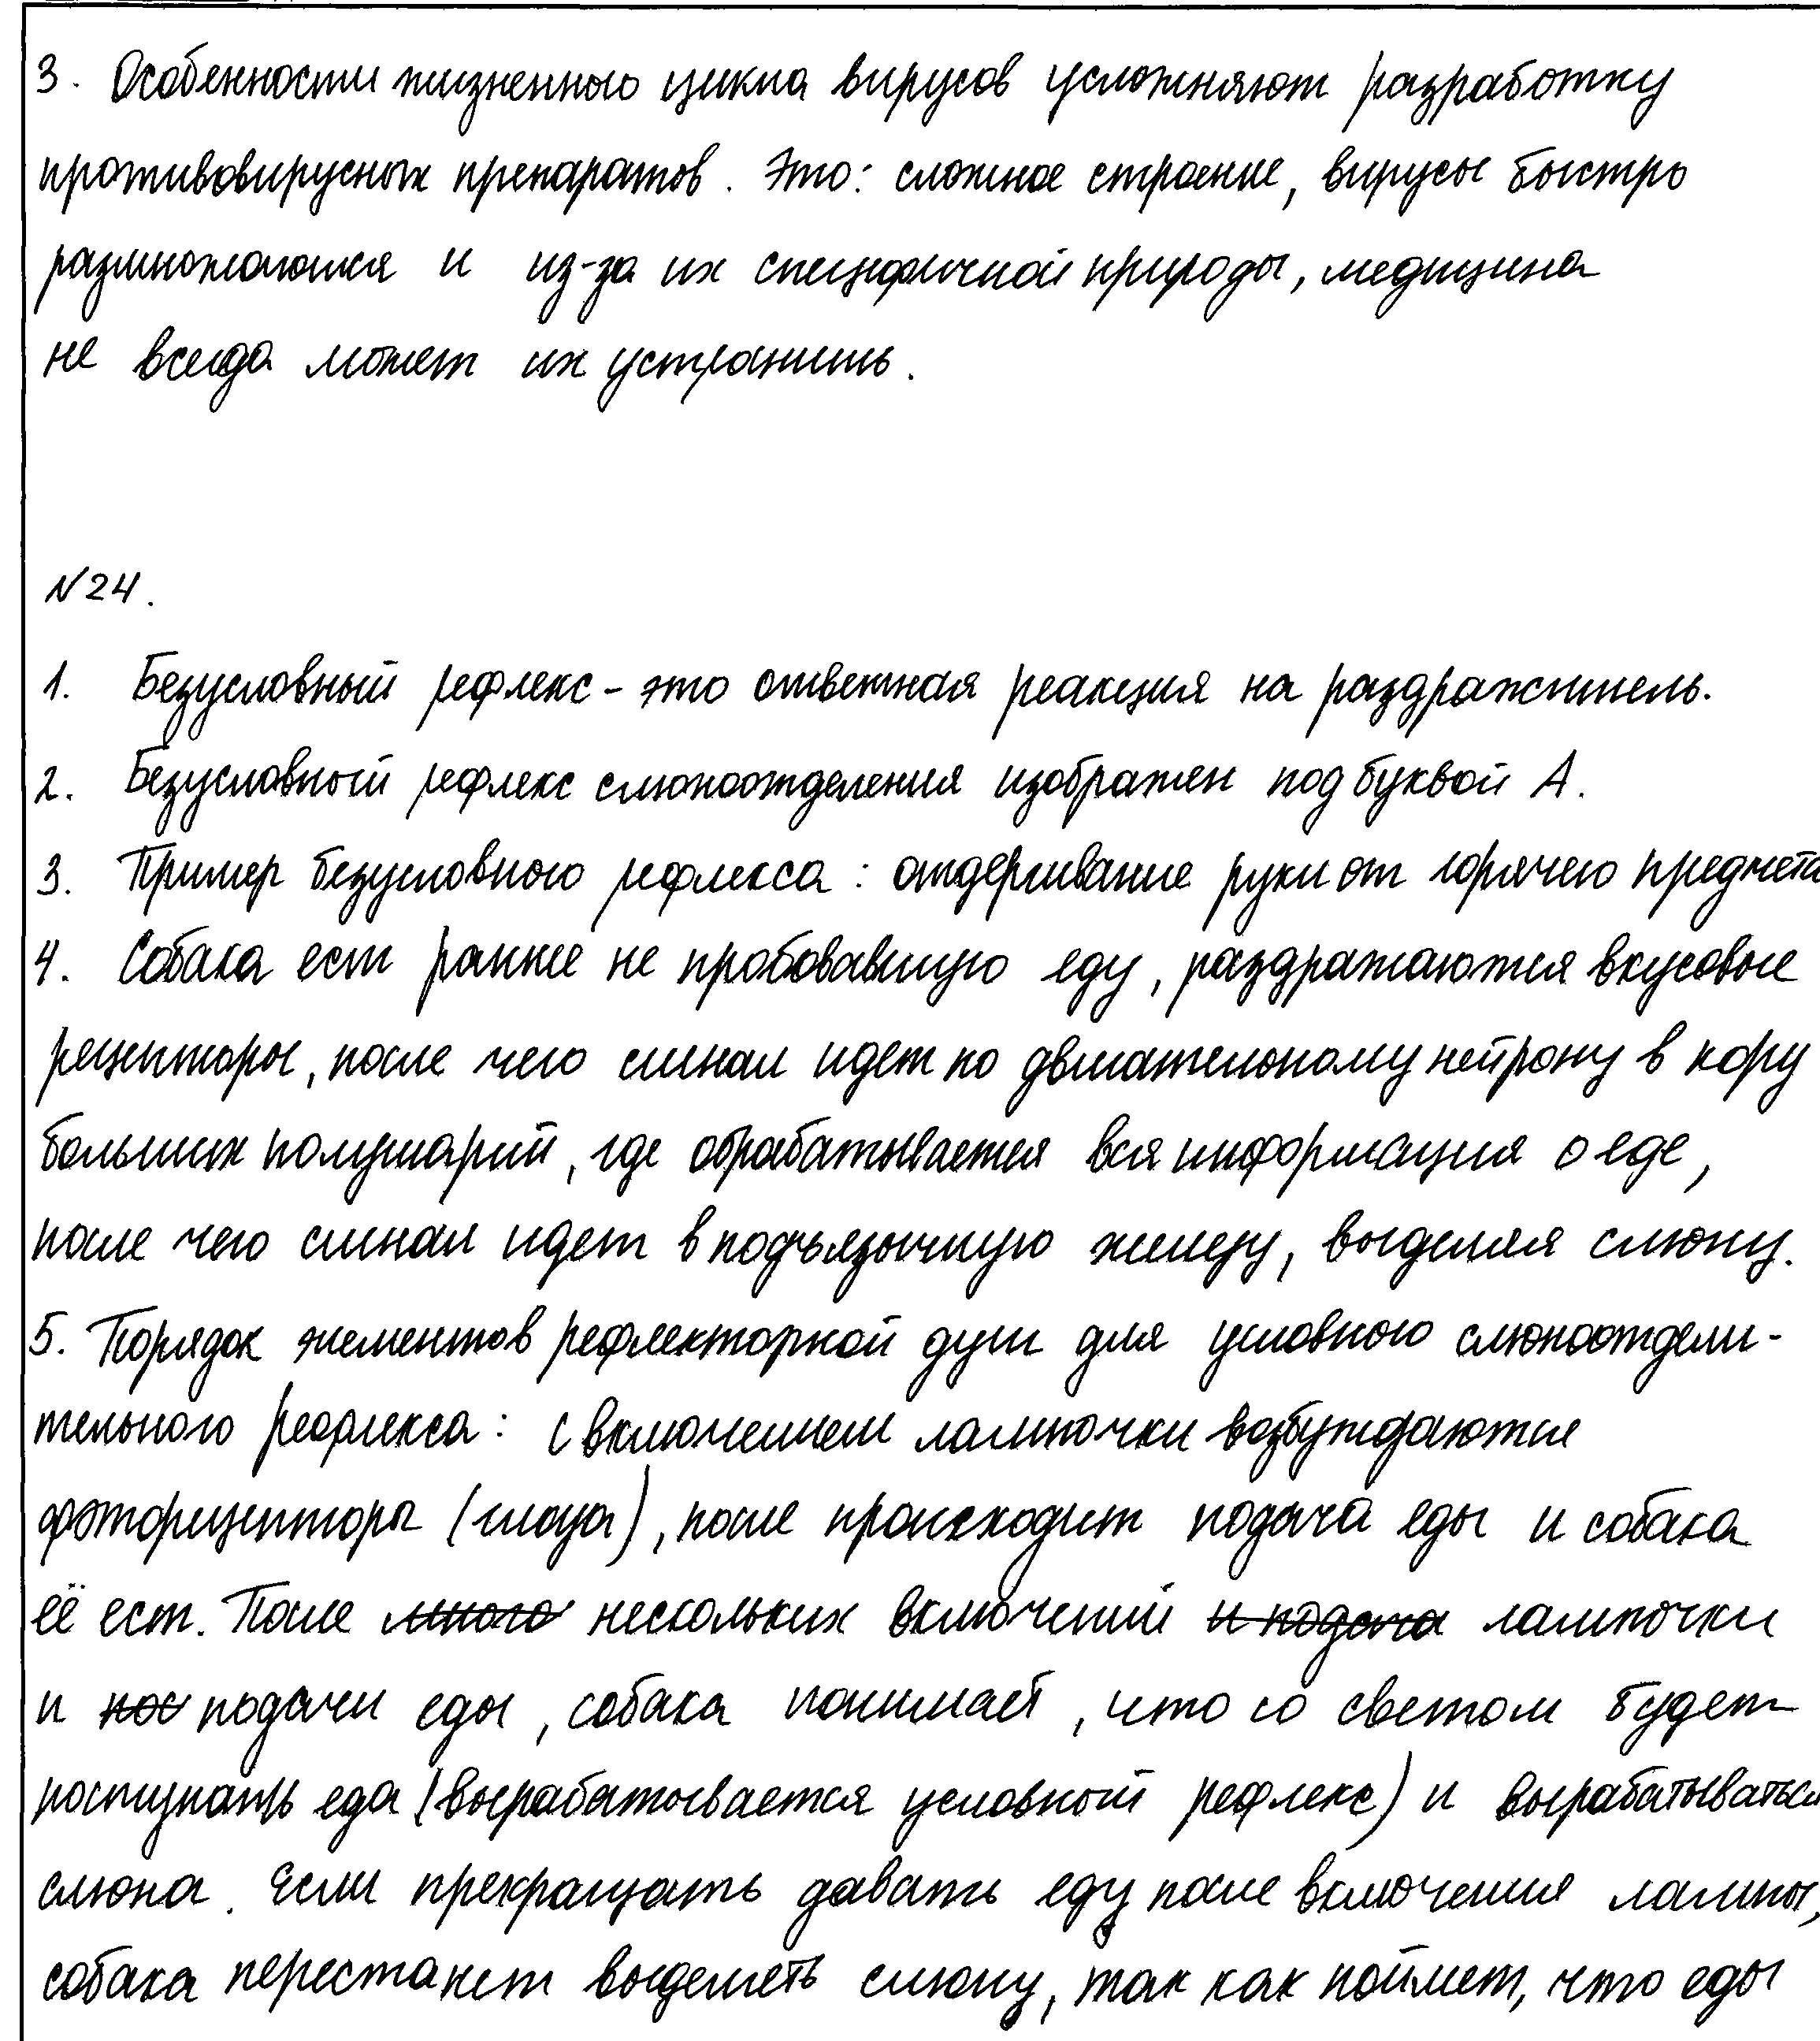 3. Особенности жизненного цикла вирусов усложняют разработку
противовирусных препаратов. Это: сложное строение, вирусы быстро
размножаются и из-за их специфичной природы, медицина
не всегда может их устранить.
№24.
1. Безусловный рефлекс - это ответная реакция на раздражитель.
2. Безусловный рефлекс слюноотделения изображен под буквой А.
3. Пример безусловного рефлекса: отдергивание руки от горячего предмета
4. Собака ест раннее не пробовавшую еду, раздражаются вкусовые
рецепторы, после чего сигнал идет по двигательному нейрону в кору
больших полушарий, где обрабатывается вся информация о еде,
после чего сигнал идет в подъязычную железу, выделяя слюну.
5. Порядок элементов рефлекторной дуги для условного слюноотдели-
тельного рефлекса: с включением лампочки возбуждаются
фоторецепторы (глаза), после происходит подача еды и собака
её ест. После много нескольких включений и подача лампочки
и пос подачи еды, собака понимает, что со светом будет
поступать еда (вырабатывается условный рефлекс) и вырабатываться
слюна. Если прекращать давать еду после включения лампы,
собака перестанет выделять слюну, так как поймет, что еды